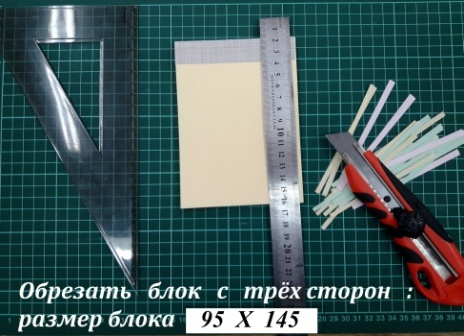 Обрезать блок с трёх сторон :
размер блока 95 X 145